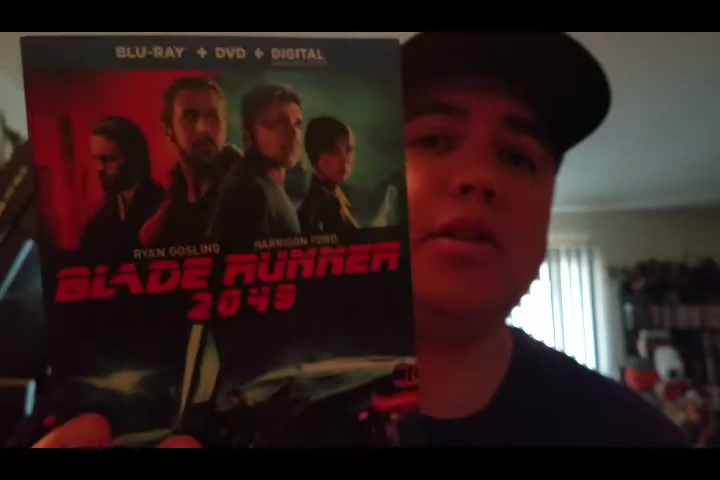 BLU-RAY + DVD + DIGITAL
RYAN GOSLING HARRISON FORD
BLADE RUNNER
2049